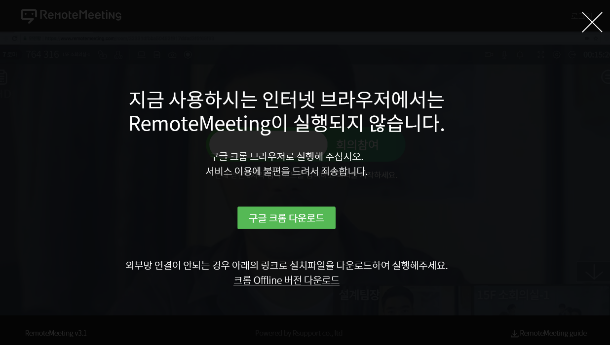 RemoteMeeting
지금 사용하시는 인터넷 브라우저에서는
RemoteMeeting이 실행되지 않습니다.
회의참여
구글 크롬 브라우저로 실행해 주십시오.
서비스 이용에 불편을 드려서 죄송합니다.
구글 크롬 다운로드
외부망 연결이 안되는 경우 아래의 링크로 설치파일을 다운로드하여 실행해주세요.
크롬 Offline 버전 다운로드
RemoteMeeting v3.1
RemoteMeeting guide